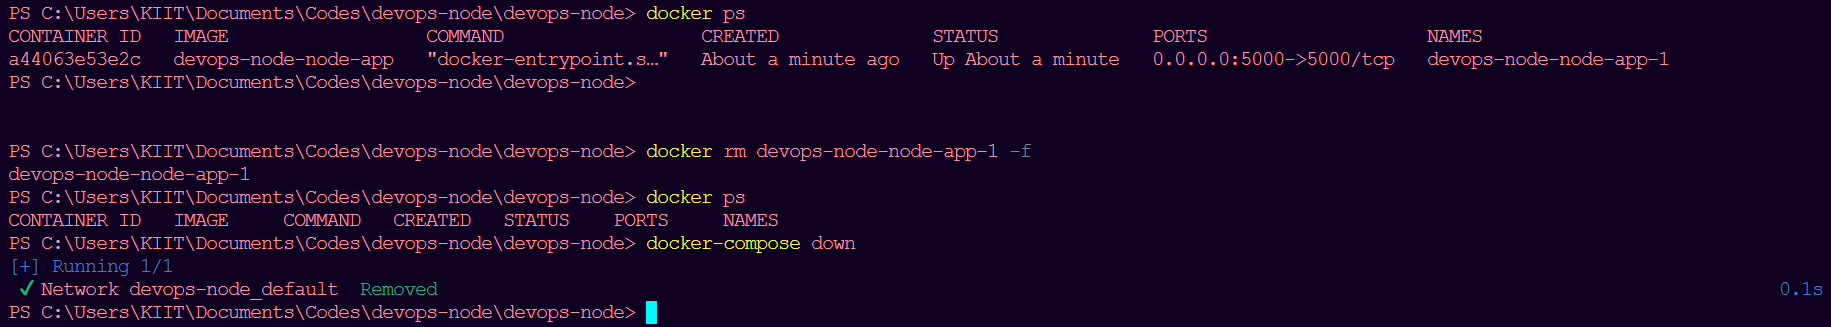 PS C:\Users\KIIT\Documents\Codes\devops-node\devops-node> docker ps
CONTAINER ID   IMAGE                 COMMAND                  CREATED              STATUS              PORTS                    NAMES
a44063e53e2c   devops-node-node-app   "docker-entrypoint.s…"   About a minute ago   Up About a minute   0.0.0.0:5000->5000/tcp   devops-node-node-app-1
PS C:\Users\KIIT\Documents\Codes\devops-node\devops-node>
PS C:\Users\KIIT\Documents\Codes\devops-node\devops-node> docker rm devops-node-node-app-1 -f
devops-node-node-app-1
PS C:\Users\KIIT\Documents\Codes\devops-node\devops-node> docker ps
CONTAINER ID   IMAGE     COMMAND   CREATED   STATUS    PORTS     NAMES
PS C:\Users\KIIT\Documents\Codes\devops-node\devops-node> docker-compose down
[+] Running 1/1
✓ Network devops-node_default  Removed 0.1s
PS C:\Users\KIIT\Documents\Codes\devops-node\devops-node>